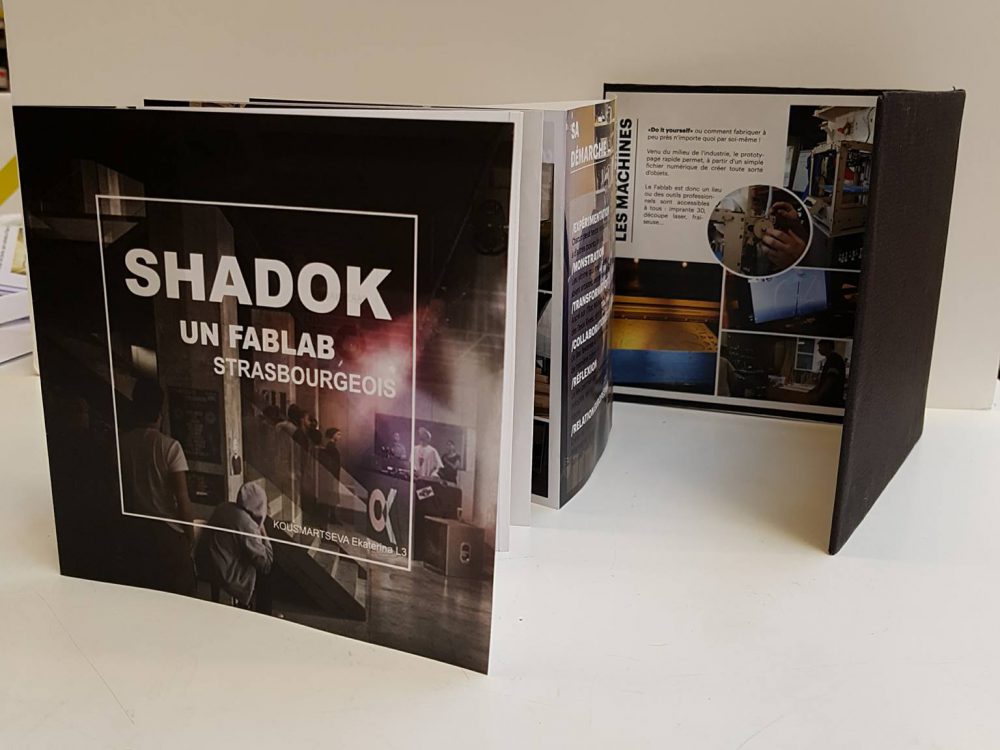 SHADOK
UN FABLAB
STRASBOURGEOIS
KOUSMARTSEVA Ekaterina L3
SA
DÉMARCHE
/EXPÉRIMENTATION
/MONSTRATION
/TRANSFORMATION
/COLLABORA
/RÉFLEXION
/RELATION
LES MACHINES
«Do it yourself» ou comment fabriquer à
peu près n'importe quoi par soi-même !
Venu du milieu de l'industrie, le prototy-
page rapide permet, à partir d'un simple
fichier numérique de créer toute sorte
d'objets.
Le Fablab est donc un lieu
ou des outils profession-
nels sont accessibles
à tous : imprante 3D,
découpe laser, frai-
seuse...